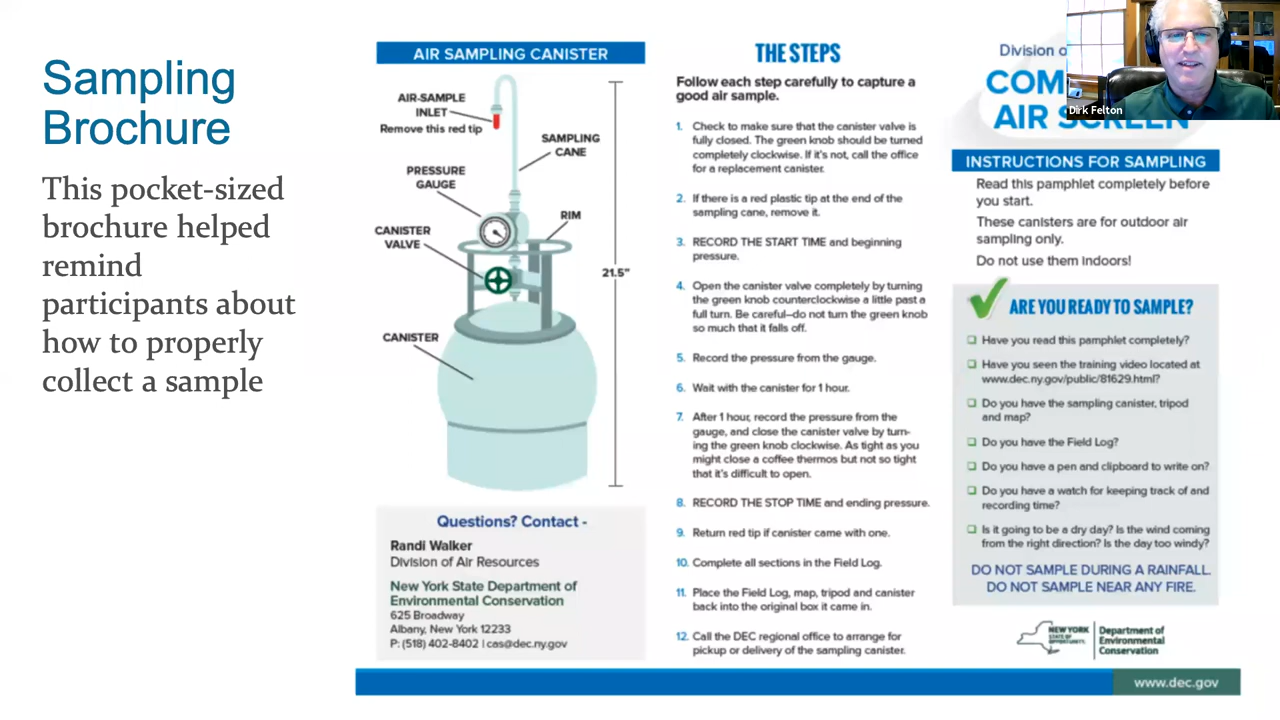 Sampling
Brochure
This pocket-sized
brochure helped
remind
participants about
how to properly
collect a sample
AIR SAMPLING CANISTER
AIR-SAMPLE
INLET
Remove this red tip
SAMPLING
CANE
PRESSURE
GAUGE
RIM
CANISTER
VALVE
21.5"
CANISTER
Questions? Contact -
Randi Walker
Division of Air Resources
New York State Department of
Environmental Conservation
625 Broadway
Albany, New York 12233
P: (518) 402-8402 | cas@dec.ny.gov
THE STEPS
Follow each step carefully to capture a
good air sample.
1. Check to make sure that the canister valve is
fully closed. The green knob should be turned
completely clockwise. If it's not, call the office
for a replacement canister.
2. If there is a red plastic tip at the end of the
sampling cane, remove it.
3. RECORD THE START TIME and beginning
pressure.
4. Open the canister valve completely by turning
the green knob counterclockwise a little past a
full turn. Be careful–do not turn the green knob
so much that it falls off.
5. Record the pressure from the gauge.
6. Wait with the canister for 1 hour.
7. After 1 hour, record the pressure from the
gauge, and close the canister valve by turn-
ing the green knob clockwise. As tight as you
might close a coffee thermos but not so tight
that it's difficult to open.
8. RECORD THE STOP TIME and ending pressure.
9. Return red tip if canister came with one.
10. Complete all sections in the Field Log.
11. Place the Field Log, map, tripod and canister
back into the original box it came in.
12. Call the DEC regional office to arrange for
pickup or delivery of the sampling canister.
Division
COM
AIR SCREEN
Dirk Felton
INSTRUCTIONS FOR SAMPLING
Read this pamphlet completely before
you start.
These canisters are for outdoor air
sampling only.
Do not use them indoors!
ARE YOU READY TO SAMPLE?
Have you read this pamphlet completely?
Have you seen the training video located at
www.dec.ny.gov/public/81629.html?
Do you have the sampling canister, tripod
and map?
Do you have the Field Log?
Do you have a pen and clipboard to write on?
Do you have a watch for keeping track of and
recording time?
Is it going to be a dry day? Is the wind coming
from the right direction? Is the day too windy?
DO NOT SAMPLE DURING A RAINFALL.
DO NOT SAMPLE NEAR ANY FIRE.
NEW YORK
STATE OF
OPPORTUNITY.
Department of
Environmental
Conservation
www.dec.gov